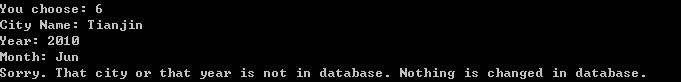 You choose: 6
City Name: Tianjin
Year: 2010
Month: Jun
Sorry. That city or that year is not in database. Nothing is changed in database.